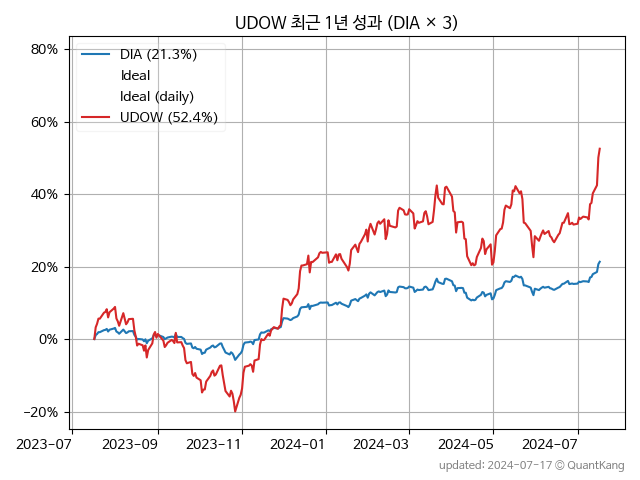 UDOW 최근 1년 성과 (DIA × 3)
80%
60%
40%
20%
0%
−20%
DIA (21.3%)
Ideal
Ideal (daily)
UDOW (52.4%)
2023−07
2023−09
2023−11
2024−01
2024−03
2024−05
2024−07
updated: 2024−07−17 © QuantKang